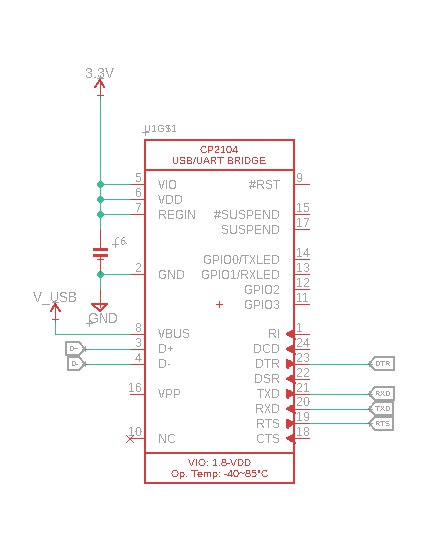 3.3V
U1G$1
CP2104
USB/UART BRIDGE
5 VIO #RST 9
6 VDD
7 REGIN #SUSPEND 15
SUSPEND 17
GPIO0/TXLED 14
2 GND GPIO1/RXLED 13
GPIO2 12
V_USB GPIO3 11
GND
8 VBUS RI 1
3 D+ DCD 24
D- 4 D- DTR 23 DTR
DSR 22
16 VPP TXD 21 RXD
RXD 20 TXD
RTS 19 RTS
10 NC CTS 18
VIO: 1.8-VDD
Op. Temp: -40~85°C